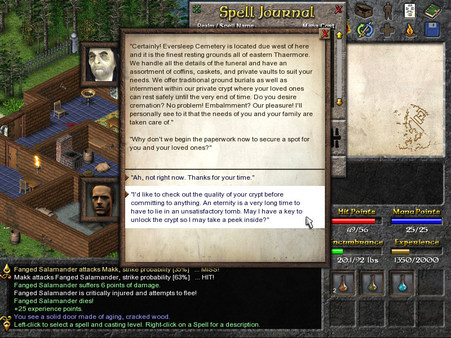 Spell Journal
Realm / Spell Name
Mana Cost
"Certainly! Eversleep Cemetery is located due west of here
and it is the finest resting grounds all of eastern Thaermore.
We handle all the details of the funeral and have an
assortment of coffins, caskets, and private vaults to suit your
needs. We offer traditional ground burials as well as
internment within our private crypt where your loved ones
can rest safely until the very end of time. Do you desire
cremation? No problem! Embalmment? Our pleasure! I'll
personally see to it that the needs of you and your family are
taken care of."
"Why don't we begin the paperwork now to secure a spot for
you and your loved ones?"
"Ah, not right now. Thanks for your time."
"I'd like to check out the quality of your crypt before
committing to anything. An eternity is a very long time to
have to lie in an unsatisfactory tomb. May I have a key to
unlock the crypt so I may take a peek inside?"
Hit Points
Mana Points
/56
25/25
Encumbrance
Experience
/92 lbs.
1350/2000
Fanged Salamander attacks Makk, strike probability [35%] ... MISS!
Makk attacks Fanged Salamander, strike probability [63%] ... HIT!
Fanged Salamander suffers 6 points of damage.
Fanged Salamander is critically injured and attempts to flee!
Fanged Salamander dies!
+25 experience points.
You see a solid door made of aging, cracked wood.
Left-click to select a spell and casting level. Right-click on a Spell for a description.
2